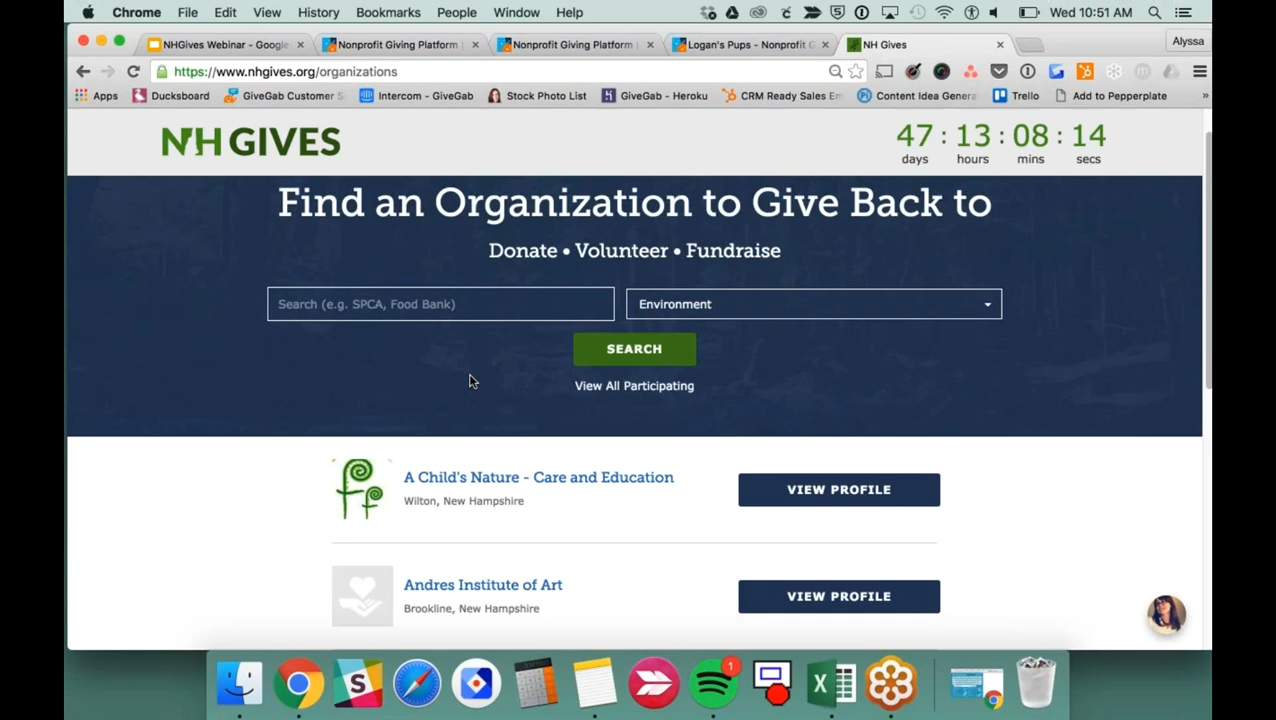 Chrome File Edit View History Bookmarks People Window Help Wed 10:51 AM
NHGives Webinar - Google Nonprofit Giving Platform Nonprofit Giving Platform Logan's Pups - Nonprofit G NH Gives Alyssa
https://www.nhgives.org/organizations
Apps Ducksboard GiveGab Customer S Intercom - GiveGab Stock Photo List GiveGab - Heroku CRM Ready Sales Em Content Idea Genera Trello Add to Pepperplate »
NH GIVES
47 : 13 : 08 : 14
days hours mins secs
Find an Organization to Give Back to
Donate • Volunteer • Fundraise
Search (e.g. SPCA, Food Bank) Environment
SEARCH
View All Participating
A Child's Nature - Care and Education
VIEW PROFILE
Wilton, New Hampshire
Andres Institute of Art
VIEW PROFILE
Brookline, New Hampshire
1